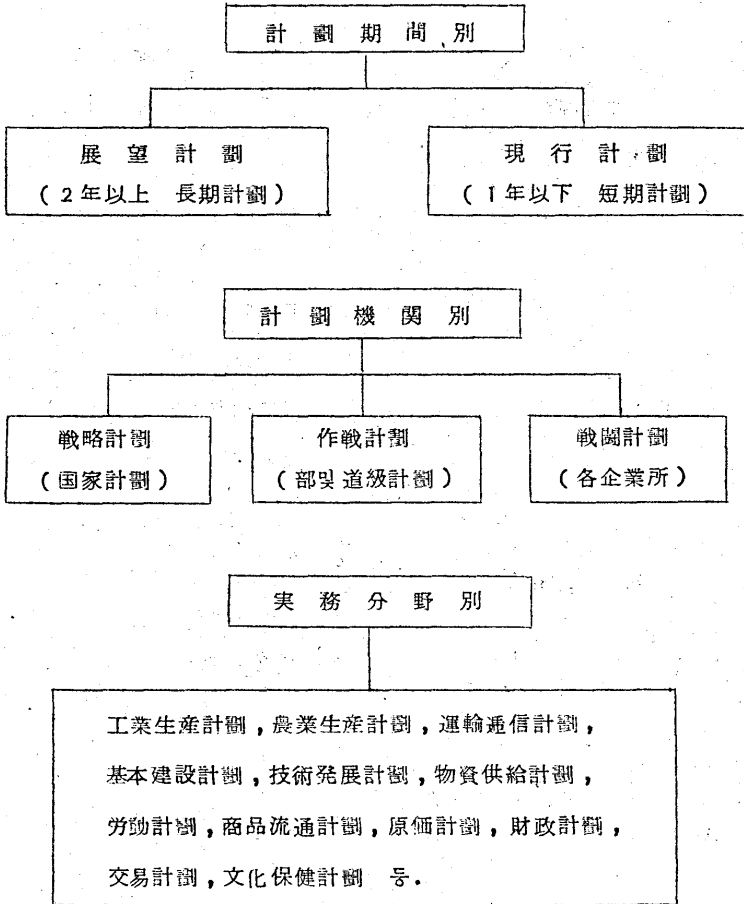 計劃期間別
展望計劃 現行計劃
(2年以上 長期計劃) (1年以下 短期計劃)
計劃機関別
戦略計劃 作戦計劃 戦闘計劃
(国家計劃) (部및道級計劃) (各企業所)
実務分野別
工業生産計劃,農業生産計劃,運輸逓信計劃,
基本建設計劃,技術発展計劃,物資供給計劃,
労動計劃,商品流通計劃,原価計劃,財政計劃,
交易計劃,文化保健計劃 등.